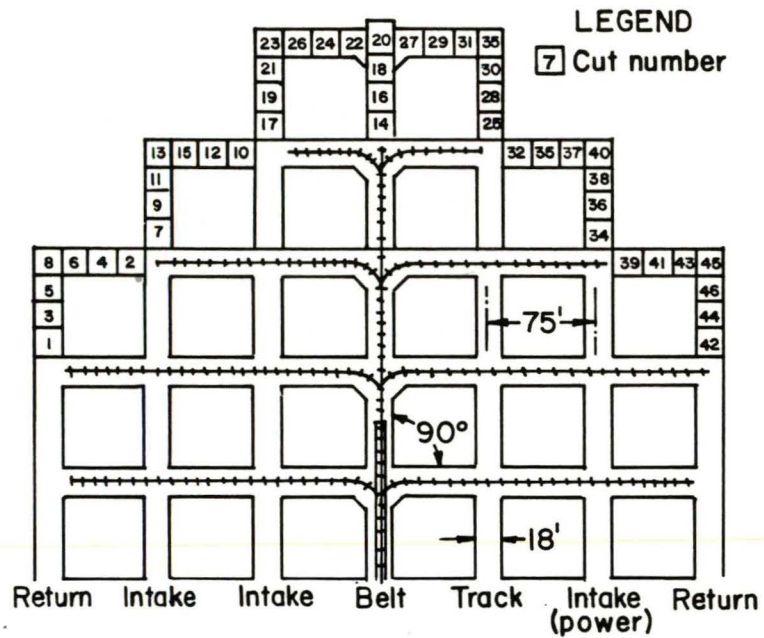 LEGEND
7 Cut number
23 26 24 22 20 27 29 31 35
21 18 30
19 16 28
17 14 25
13 15 12 10 32 35 37 40
11 38
9 36
7 34
8 6 4 2 39 41 43 45
5 46
3 44
1 42
75'
90°
18'
Return Intake Intake Belt Track Intake (power) Return